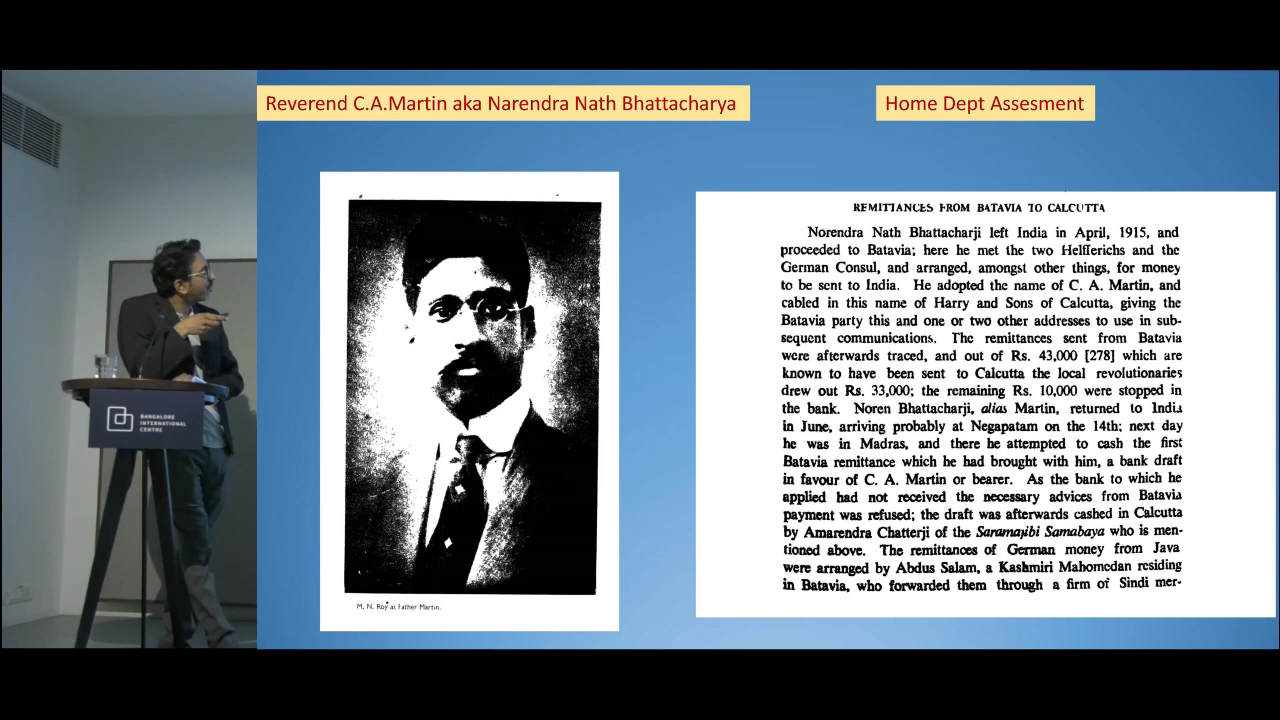 Reverend C.A.Martin aka Narendra Nath Bhattacharya
Home Dept Assesment
BANGALORE
INTERNATIONAL
CENTRE
M. N. Roy as Father Martin.
REMITTANCES FROM BATAVIA TO CALCUTTA
Norendra Nath Bhattacharji left India in April, 1915, and
proceeded to Batavia; here he met the two Helfferichs and the
German Consul, and arranged, amongst other things, for money
to be sent to India. He adopted the name of C. A. Martin, and
cabled in this name of Harry and Sons of Calcutta, giving the
Batavia party this and one or two other addresses to use in sub-
sequent communications. The remittances sent from Batavia
were afterwards traced, and out of Rs. 43,000 [278] which are
known to have been sent to Calcutta the local revolutionaries
drew out Rs. 33,000; the remaining Rs. 10,000 were stopped in
the bank. Noren Bhattacharji, alias Martin, returned to India
in June, arriving probably at Negapatam on the 14th; next day
he was in Madras, and there he attempted to cash the first
Batavia remittance which he had brought with him, a bank draft
in favour of C. A. Martin or bearer. As the bank to which he
applied had not received the necessary advices from Batavia
payment was refused; the draft was afterwards cashed in Calcutta
by Amarendra Chatterji of the Saramajibi Samabaya who is men-
tioned above. The remittances of German money from Java
were arranged by Abdus Salam, a Kashmiri Mahomedan residing
in Batavia, who forwarded them through a firm of Sindi mer-